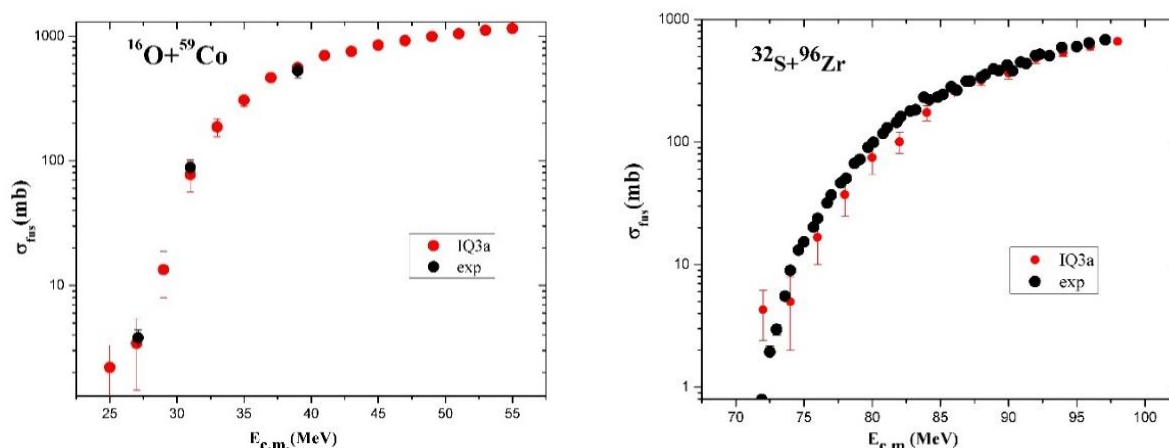 1000
100
10
¹⁶O+⁵⁹Co
σfus(mb)
IQ3a
exp
25 30 35 40 45 50 55
Ec.m.(MeV)
1000
100
10
1
³²S+⁹⁶Zr
σfus(mb)
IQ3a
exp
70 75 80 85 90 95 100
Ec.m.(MeV)